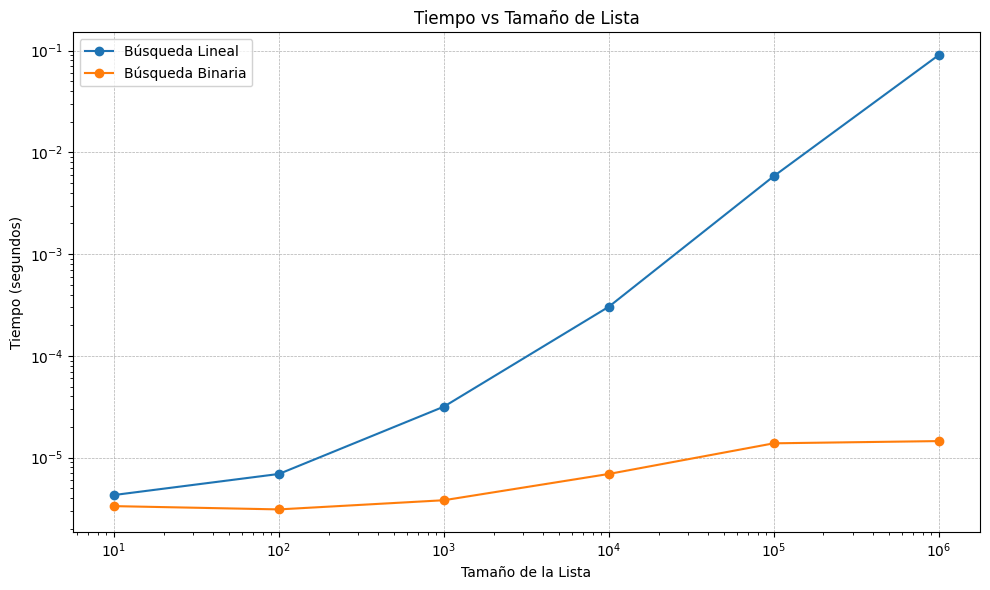 Tiempo vs Tamaño de Lista
Búsqueda Lineal
Búsqueda Binaria
Tiempo (segundos)
10⁻¹
10⁻²
10⁻³
10⁻⁴
10⁻⁵
10¹ 10² 10³ 10⁴ 10⁵ 10⁶
Tamaño de la Lista